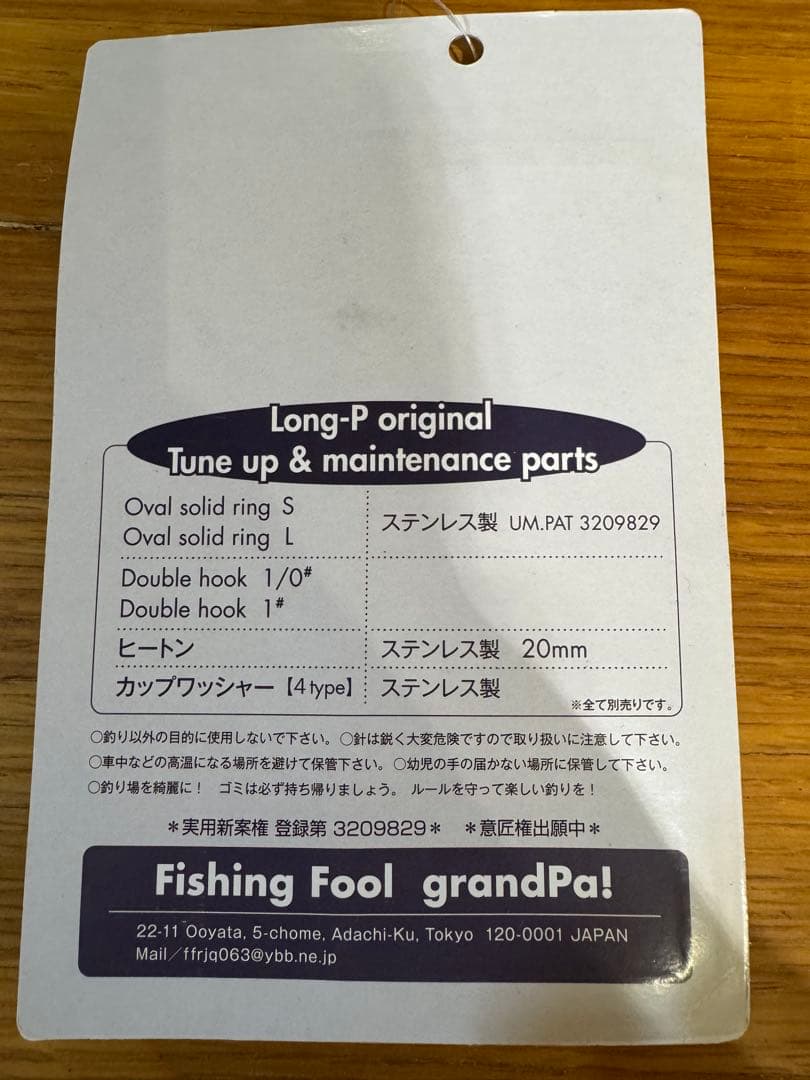 Long-P original
Tune up & maintenance parts
Oval solid ring S
Oval solid ring L
ステンレス製 UM.PAT 3209829
Double hook 1/0#
Double hook 1#
ヒートン ステンレス製 20mm
カップワッシャー【4 type】 ステンレス製
※全て別売りです。
○釣り以外の目的に使用しないで下さい。○針は鋭く大変危険ですので取り扱いに注意して下さい。
○車中などの高温になる場所を避けて保管下さい。○幼児の手の届かない場所に保管して下さい。
○釣り場を綺麗に！ ゴミは必ず持ち帰りましょう。 ルールを守って楽しい釣りを！
＊実用新案権 登録第 3209829＊ ＊意匠権出願中＊
Fishing Fool grandPa!
22-11 Ooyata, 5-chome, Adachi-Ku, Tokyo 120-0001 JAPAN
Mail／ffrjq063@ybb.ne.jp